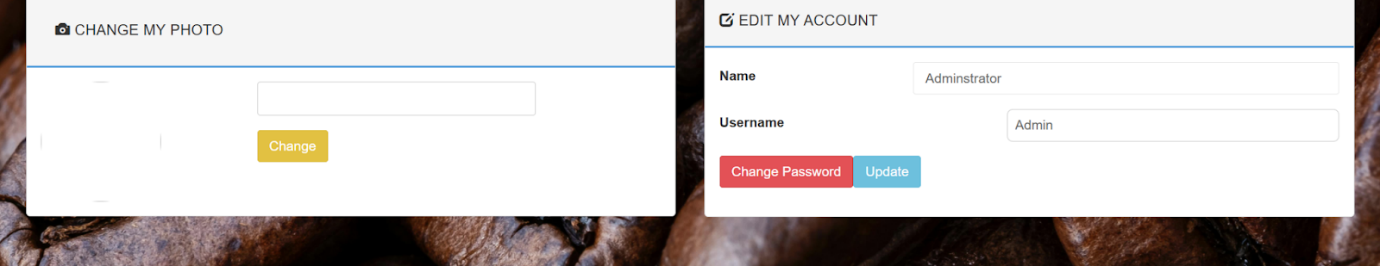 CHANGE MY PHOTO
Change
EDIT MY ACCOUNT
Name
Adminstrator
Username
Admin
Change Password
Update